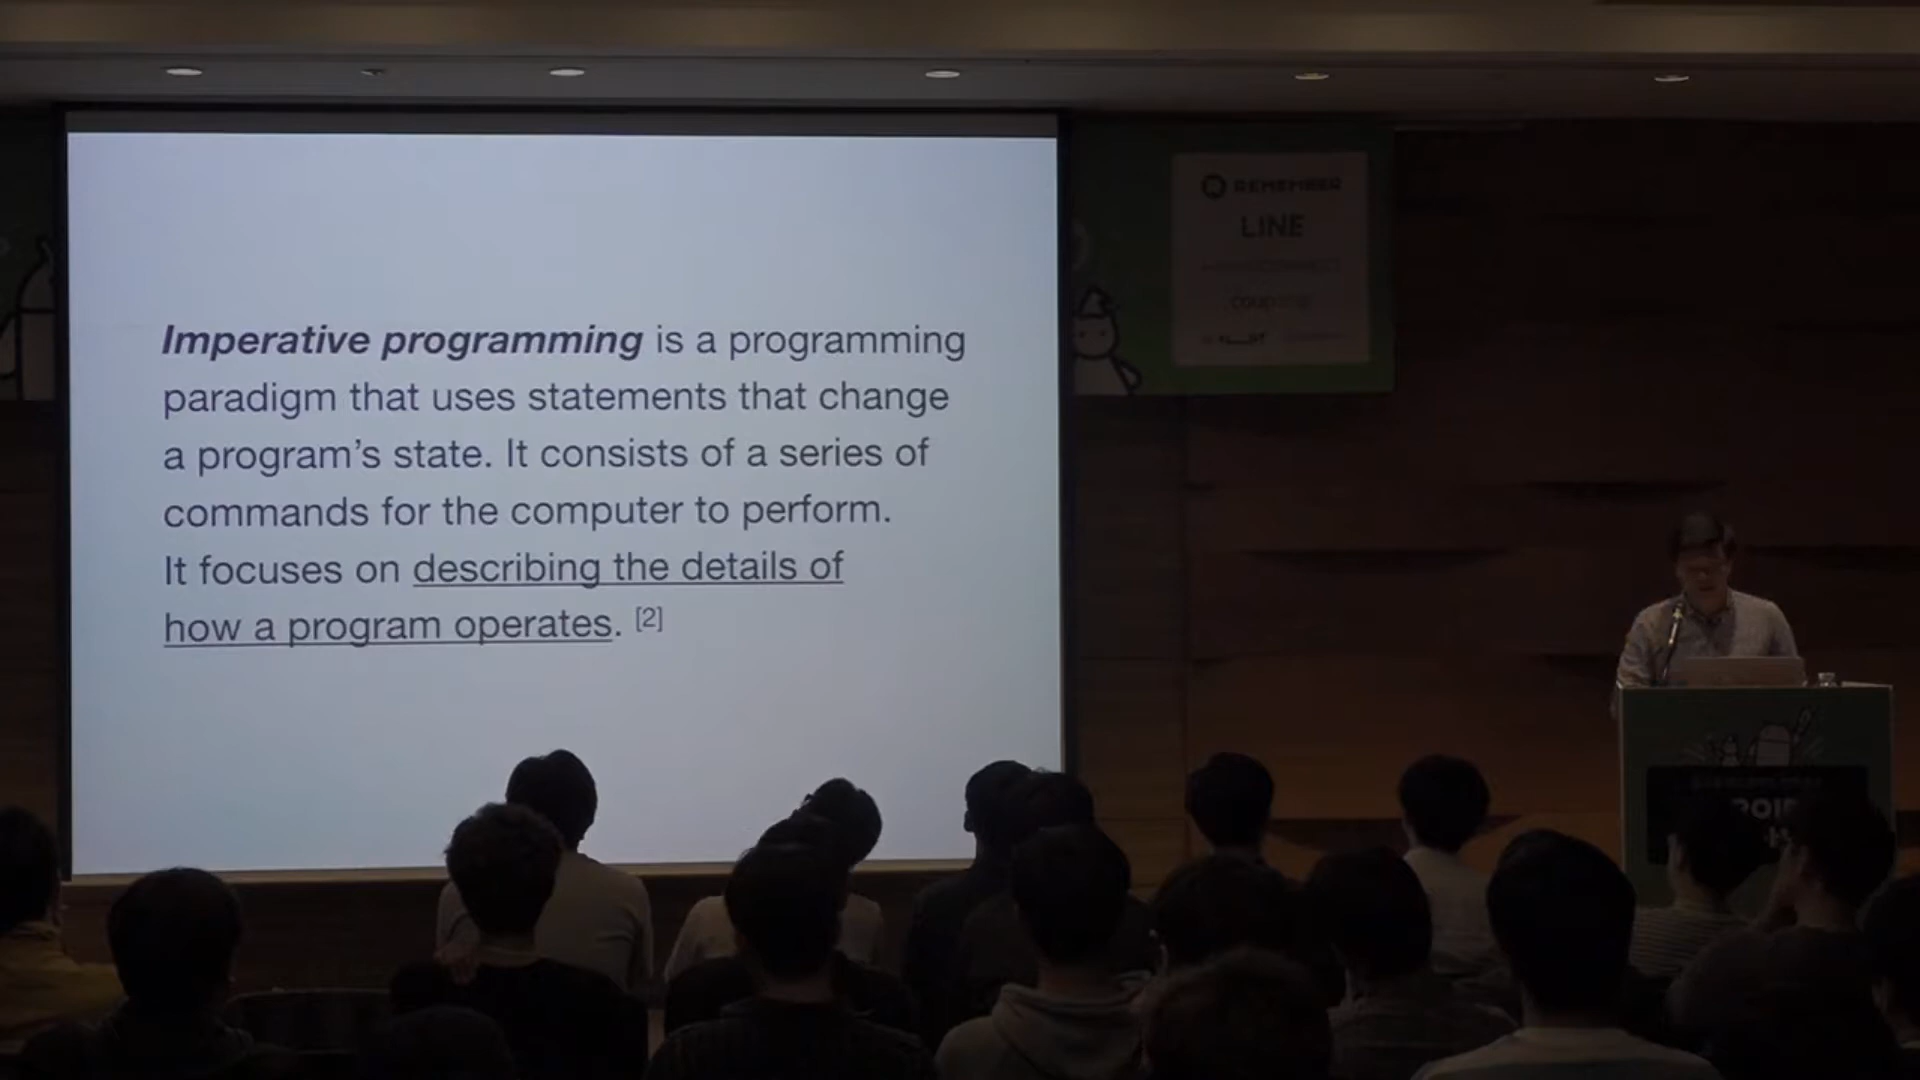 Imperative programming is a programming
paradigm that uses statements that change
a program’s state. It consists of a series of
commands for the computer to perform.
It focuses on describing the details of
how a program operates. [2]
REMEMBER
LINE